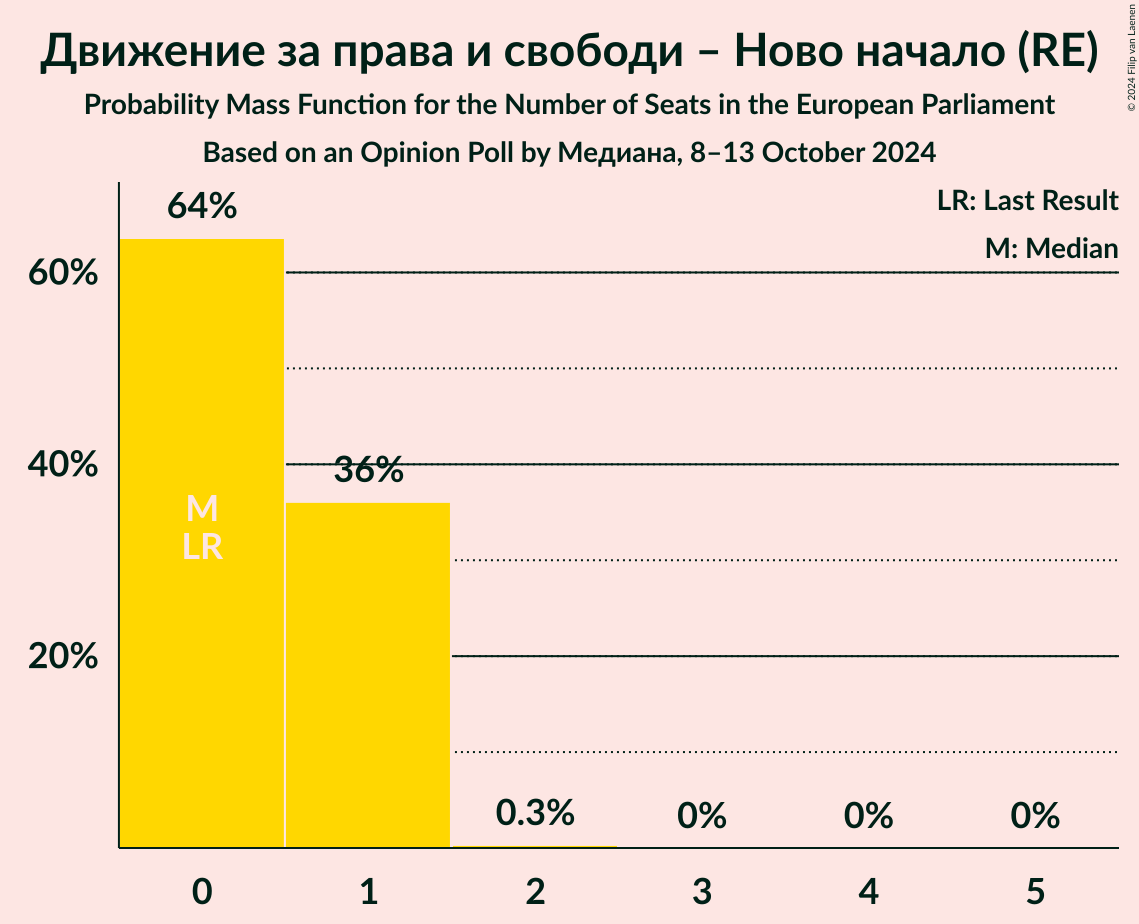 Движение за права и свободи – Ново начало (RE)
Probability Mass Function for the Number of Seats in the European Parliament
Based on an Opinion Poll by Медиана, 8–13 October 2024
© 2024 Filip van Laenen
LR: Last Result
M: Median
64%
60%
36%
40%
M
LR
20%
0.3%
0%
0%
0%
0
1
2
3
4
5